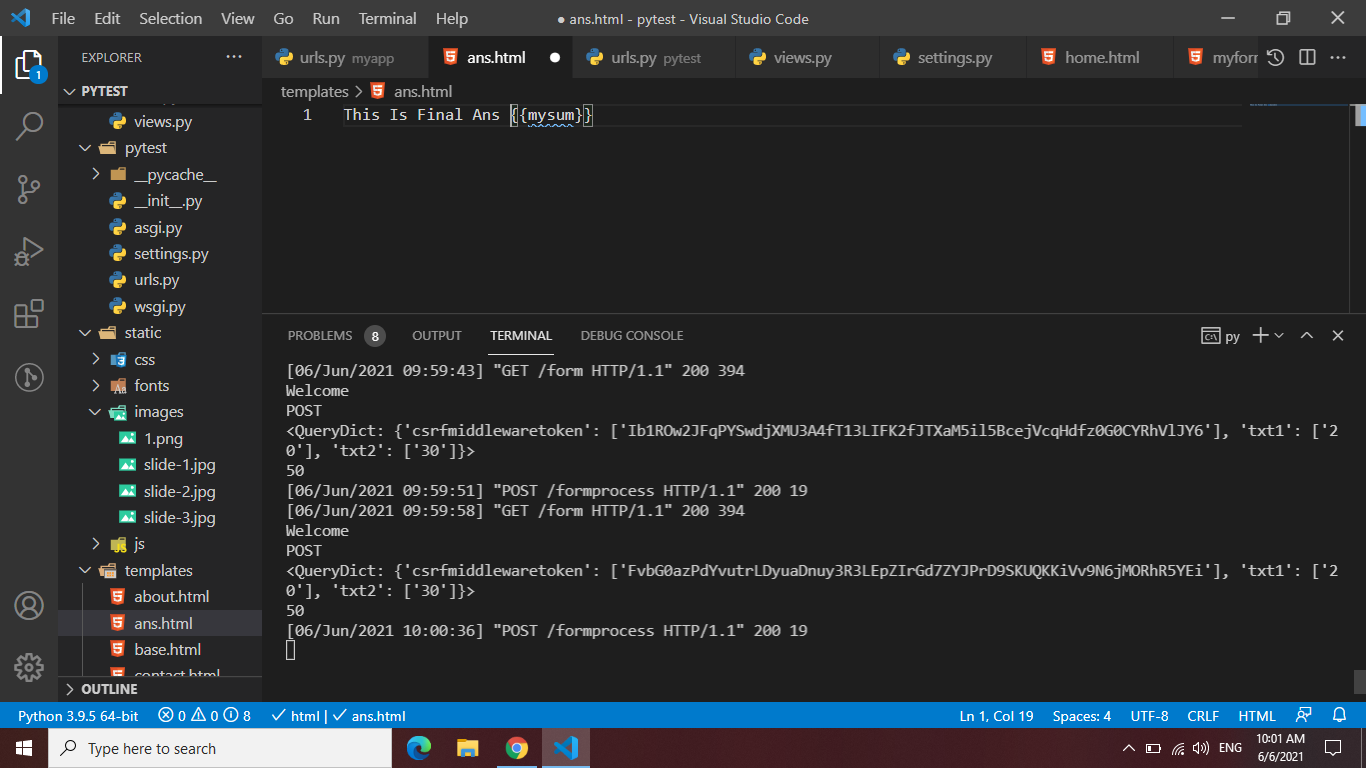 File Edit Selection View Go Run Terminal Help ● ans.html - pytest - Visual Studio Code
EXPLORER ···
urls.py myapp ans.html ● urls.py pytest views.py settings.py home.html myforr ···
1
PYTEST
templates > ans.html
1 This Is Final Ans {{mysum}}
views.py
pytest
__pycache__
__init__.py
asgi.py
settings.py
urls.py
wsgi.py
static
css
fonts
images
1.png
slide-1.jpg
slide-2.jpg
slide-3.jpg
js
templates
about.html
ans.html
base.html
contact.html
OUTLINE
PROBLEMS 8 OUTPUT TERMINAL DEBUG CONSOLE py
[06/Jun/2021 09:59:43] "GET /form HTTP/1.1" 200 394
Welcome
POST
<QueryDict: {'csrfmiddlewaretoken': ['Ib1ROw2JFqPYSwdjXMU3A4fT13LIFK2fJTXaM5il5BcejVcqHdfz0G0CYRhVlJY6'], 'txt1': ['2
0'], 'txt2': ['30']}>
50
[06/Jun/2021 09:59:51] "POST /formprocess HTTP/1.1" 200 19
[06/Jun/2021 09:59:58] "GET /form HTTP/1.1" 200 394
Welcome
POST
<QueryDict: {'csrfmiddlewaretoken': ['FvbG0azPdYvutrLDyuaDnuy3R3LEpZIrGd7ZYJPrD9SKUQKKiVv9N6jMORhR5YEi'], 'txt1': ['2
0'], 'txt2': ['30']}>
50
[06/Jun/2021 10:00:36] "POST /formprocess HTTP/1.1" 200 19
Python 3.9.5 64-bit 0 0 8 html | ans.html Ln 1, Col 19 Spaces: 4 UTF-8 CRLF HTML
Type here to search ENG 10:01 AM
6/6/2021